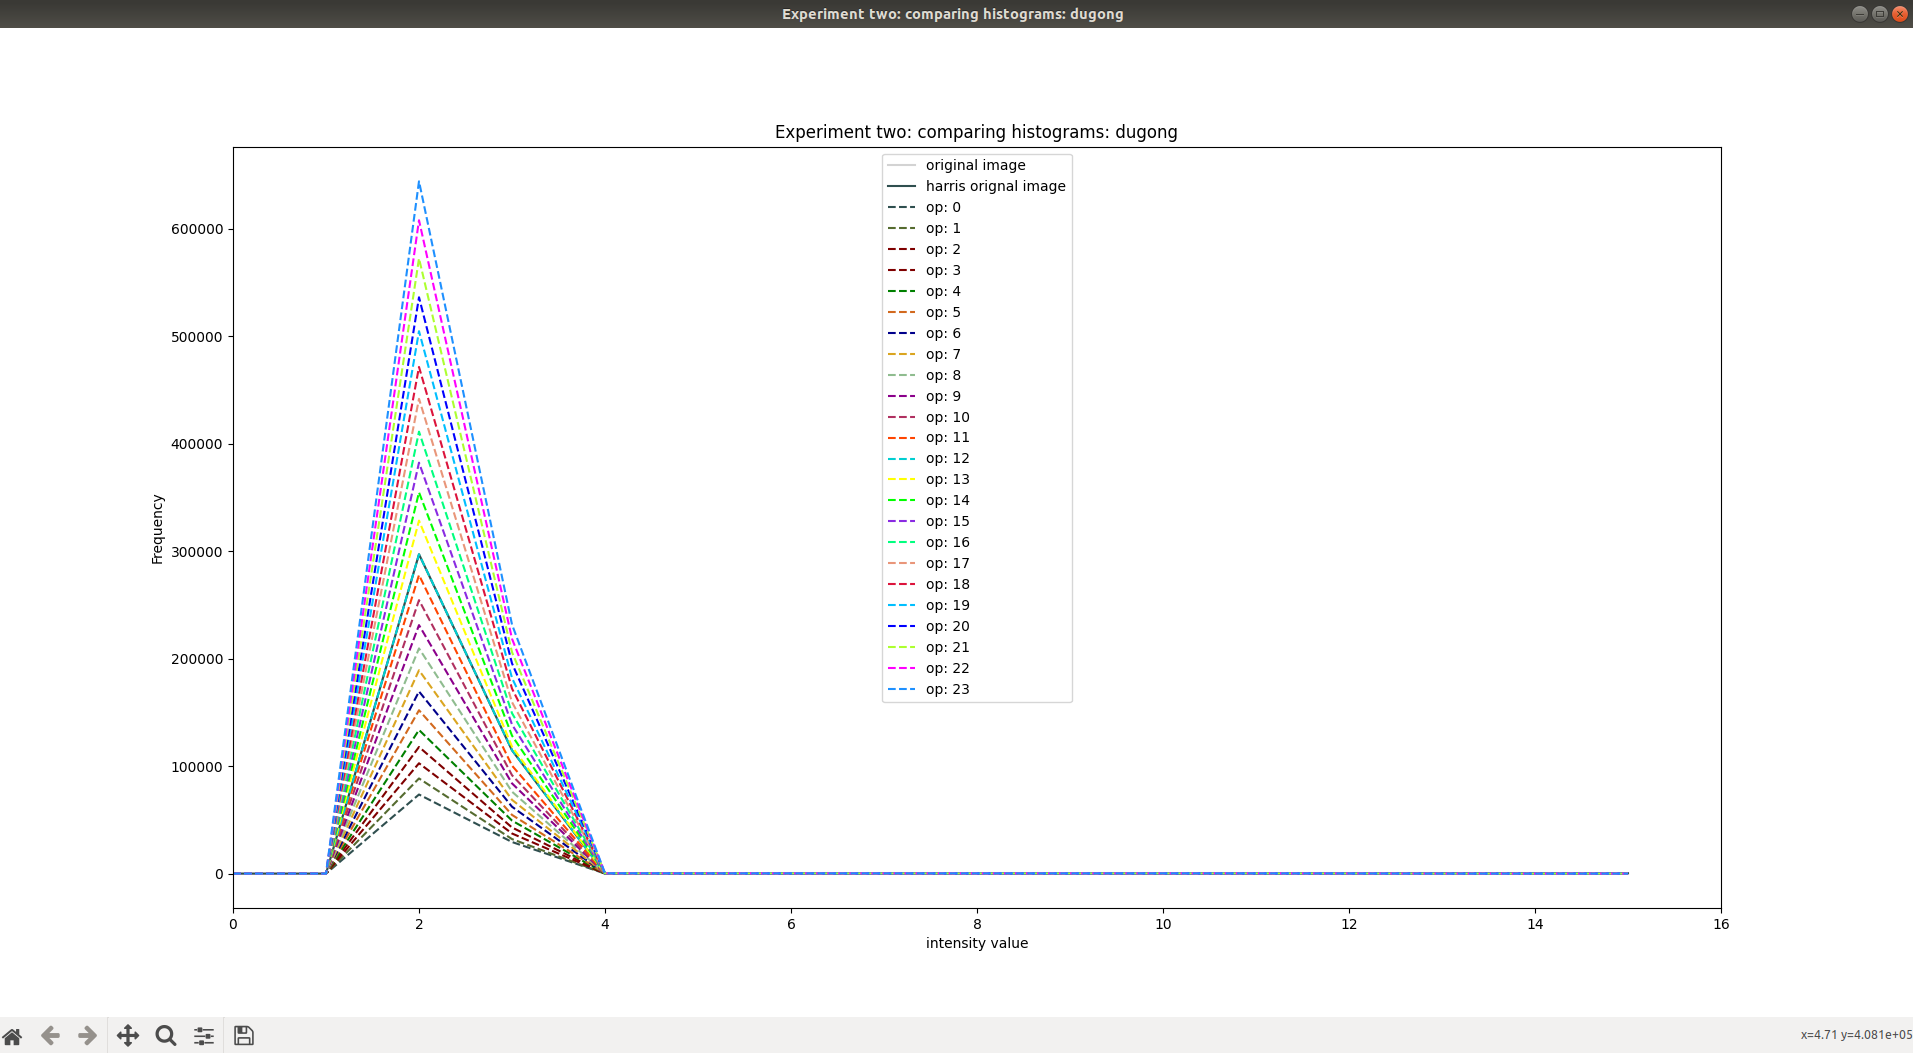 Experiment two: comparing histograms: dugong
Experiment two: comparing histograms: dugong
original image
harris orignal image
op: 0
op: 1
op: 2
op: 3
op: 4
op: 5
op: 6
op: 7
op: 8
op: 9
op: 10
op: 11
op: 12
op: 13
op: 14
op: 15
op: 16
op: 17
op: 18
op: 19
op: 20
op: 21
op: 22
op: 23
600000
500000
400000
300000
200000
100000
0
Frequency
0 2 4 6 8 10 12 14 16
intensity value
x=4.71 y=4.081e+05